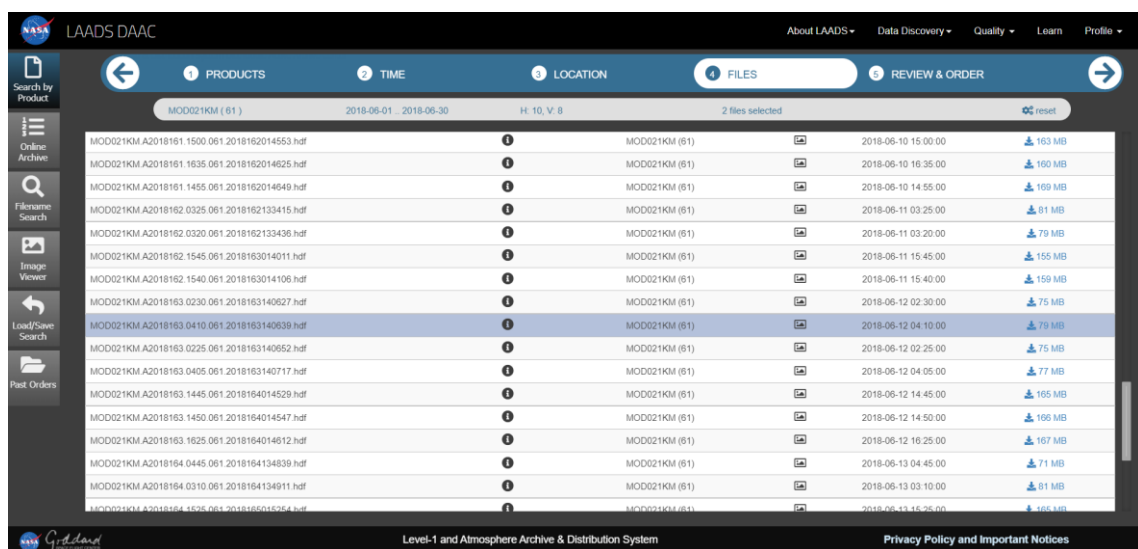 NASA LAADS DAAC About LAADS Data Discovery Quality Learn Profile
Search by Product
Online Archive
Filename Search
Image Viewer
Load/Save Search
Past Orders
1 PRODUCTS 2 TIME 3 LOCATION 4 FILES 5 REVIEW & ORDER
MOD021KM ( 61 ) 2018-06-01 .. 2018-06-30 H: 10, V: 8 2 files selected reset
MOD021KM.A2018161.1500.061.2018162014553.hdf MOD021KM (61) 2018-06-10 15:00:00 163 MB
MOD021KM.A2018161.1635.061.2018162014625.hdf MOD021KM (61) 2018-06-10 16:35:00 160 MB
MOD021KM.A2018161.1455.061.2018162014649.hdf MOD021KM (61) 2018-06-10 14:55:00 169 MB
MOD021KM.A2018162.0325.061.2018162133415.hdf MOD021KM (61) 2018-06-11 03:25:00 81 MB
MOD021KM.A2018162.0320.061.2018162133436.hdf MOD021KM (61) 2018-06-11 03:20:00 79 MB
MOD021KM.A2018162.1545.061.2018163014011.hdf MOD021KM (61) 2018-06-11 15:45:00 155 MB
MOD021KM.A2018162.1540.061.2018163014106.hdf MOD021KM (61) 2018-06-11 15:40:00 159 MB
MOD021KM.A2018163.0230.061.2018163140627.hdf MOD021KM (61) 2018-06-12 02:30:00 75 MB
MOD021KM.A2018163.0410.061.2018163140639.hdf MOD021KM (61) 2018-06-12 04:10:00 79 MB
MOD021KM.A2018163.0225.061.2018163140652.hdf MOD021KM (61) 2018-06-12 02:25:00 75 MB
MOD021KM.A2018163.0405.061.2018163140717.hdf MOD021KM (61) 2018-06-12 04:05:00 77 MB
MOD021KM.A2018163.1445.061.2018164014529.hdf MOD021KM (61) 2018-06-12 14:45:00 165 MB
MOD021KM.A2018163.1450.061.2018164014547.hdf MOD021KM (61) 2018-06-12 14:50:00 166 MB
MOD021KM.A2018163.1625.061.2018164014612.hdf MOD021KM (61) 2018-06-12 16:25:00 167 MB
MOD021KM.A2018164.0445.061.2018164134839.hdf MOD021KM (61) 2018-06-13 04:45:00 71 MB
MOD021KM.A2018164.0310.061.2018164134911.hdf MOD021KM (61) 2018-06-13 03:10:00 81 MB
MOD021KM.A2018164.1525.061.2018165015254.hdf MOD021KM (61) 2018-06-13 15:25:00 165 MB
NASA Goddard Level-1 and Atmosphere Archive & Distribution System Privacy Policy and Important Notices